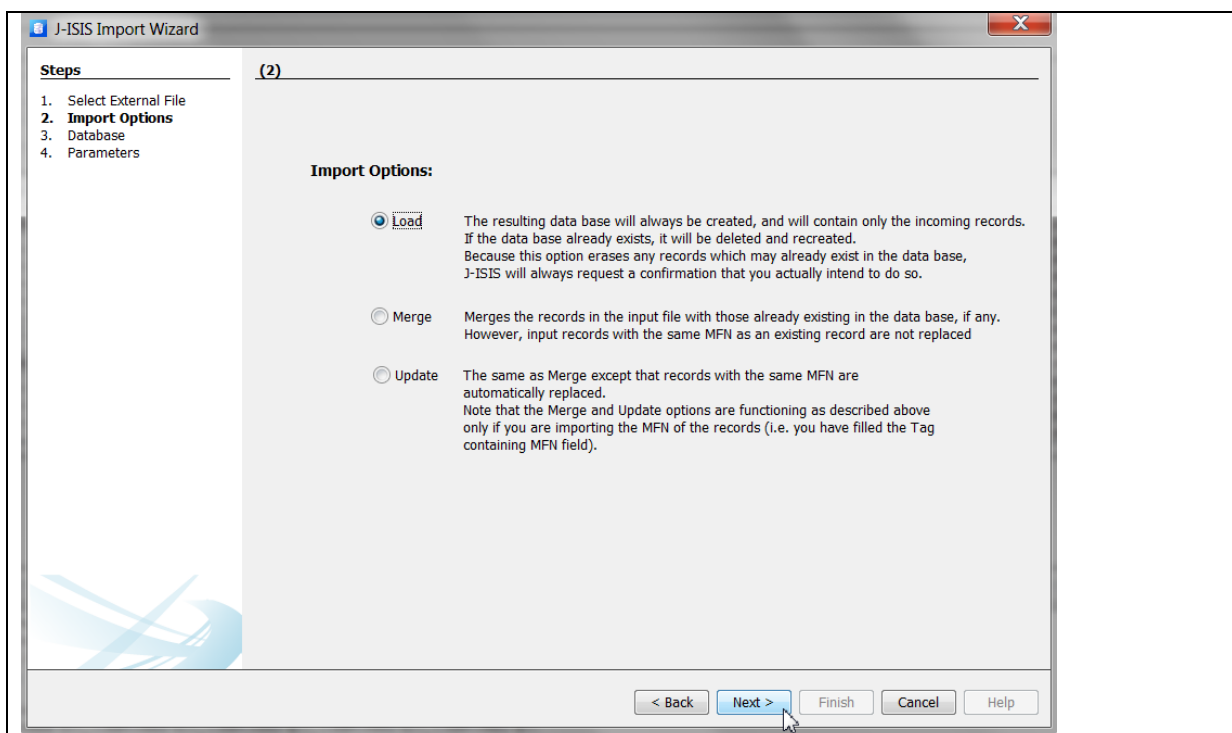 J-ISIS Import Wizard
Steps
1. Select External File
2. Import Options
3. Database
4. Parameters
(2)
Import Options:
Load
The resulting data base will always be created, and will contain only the incoming records.
If the data base already exists, it will be deleted and recreated.
Because this option erases any records which may already exist in the data base,
J-ISIS will always request a confirmation that you actually intend to do so.
Merge
Merges the records in the input file with those already existing in the data base, if any.
However, input records with the same MFN as an existing record are not replaced
Update
The same as Merge except that records with the same MFN are
automatically replaced.
Note that the Merge and Update options are functioning as described above
only if you are importing the MFN of the records (i.e. you have filled the Tag
containing MFN field).
< Back Next > Finish Cancel Help